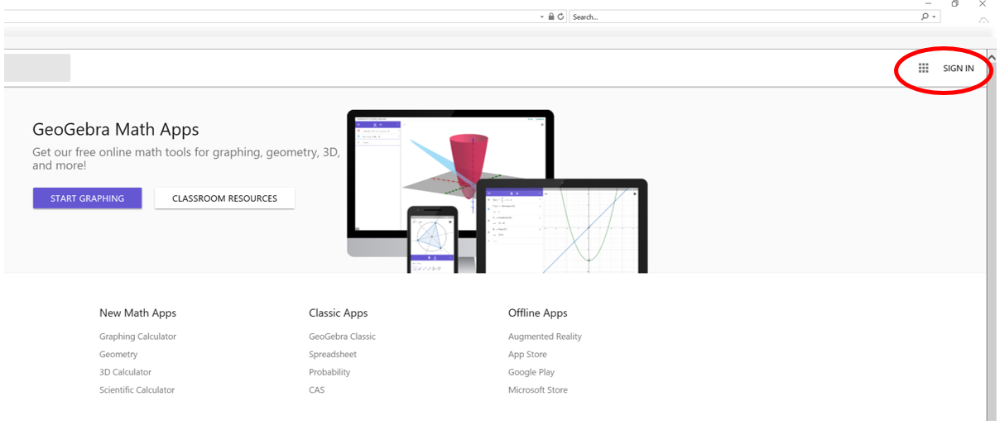 Search...
SIGN IN
GeoGebra Math Apps
Get our free online math tools for graphing, geometry, 3D,
and more!
START GRAPHING
CLASSROOM RESOURCES
New Math Apps
Graphing Calculator
Geometry
3D Calculator
Scientific Calculator
Classic Apps
GeoGebra Classic
Spreadsheet
Probability
CAS
Offline Apps
Augmented Reality
App Store
Google Play
Microsoft Store